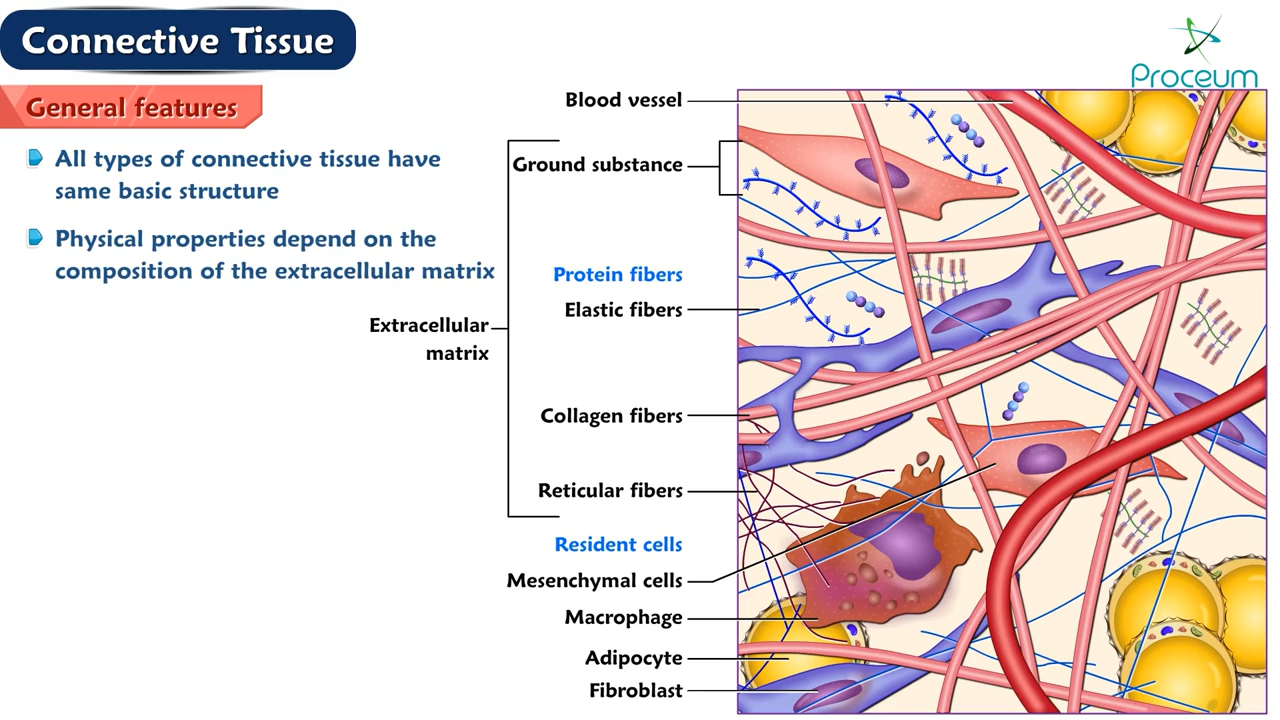 Connective Tissue
Proceum
General features
All types of connective tissue have
same basic structure
Physical properties depend on the
composition of the extracellular matrix
Blood vessel
Ground substance
Protein fibers
Elastic fibers
Extracellular
matrix
Collagen fibers
Reticular fibers
Resident cells
Mesenchymal cells
Macrophage
Adipocyte
Fibroblast